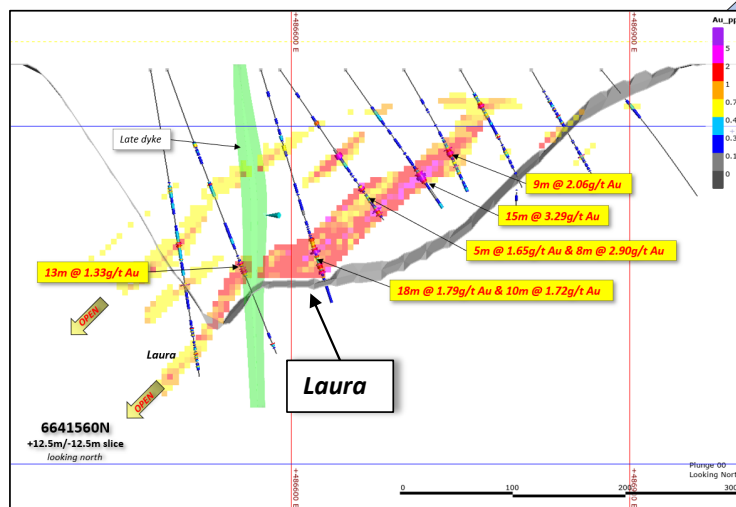 +486600 E
+486900 E
Au_pp
5
2
1
0.7
0.4
0.3
0.1
0
Late dyke
9m @ 2.06g/t Au
15m @ 3.29g/t Au
5m @ 1.65g/t Au & 8m @ 2.90g/t Au
13m @ 1.33g/t Au
18m @ 1.79g/t Au & 10m @ 1.72g/t Au
OPEN
Laura
Laura
OPEN
6641560N
+12.5m/-12.5m slice
looking north
+486600 E
+486900 E
Plunge 00
Looking Nort
0
100
200
300